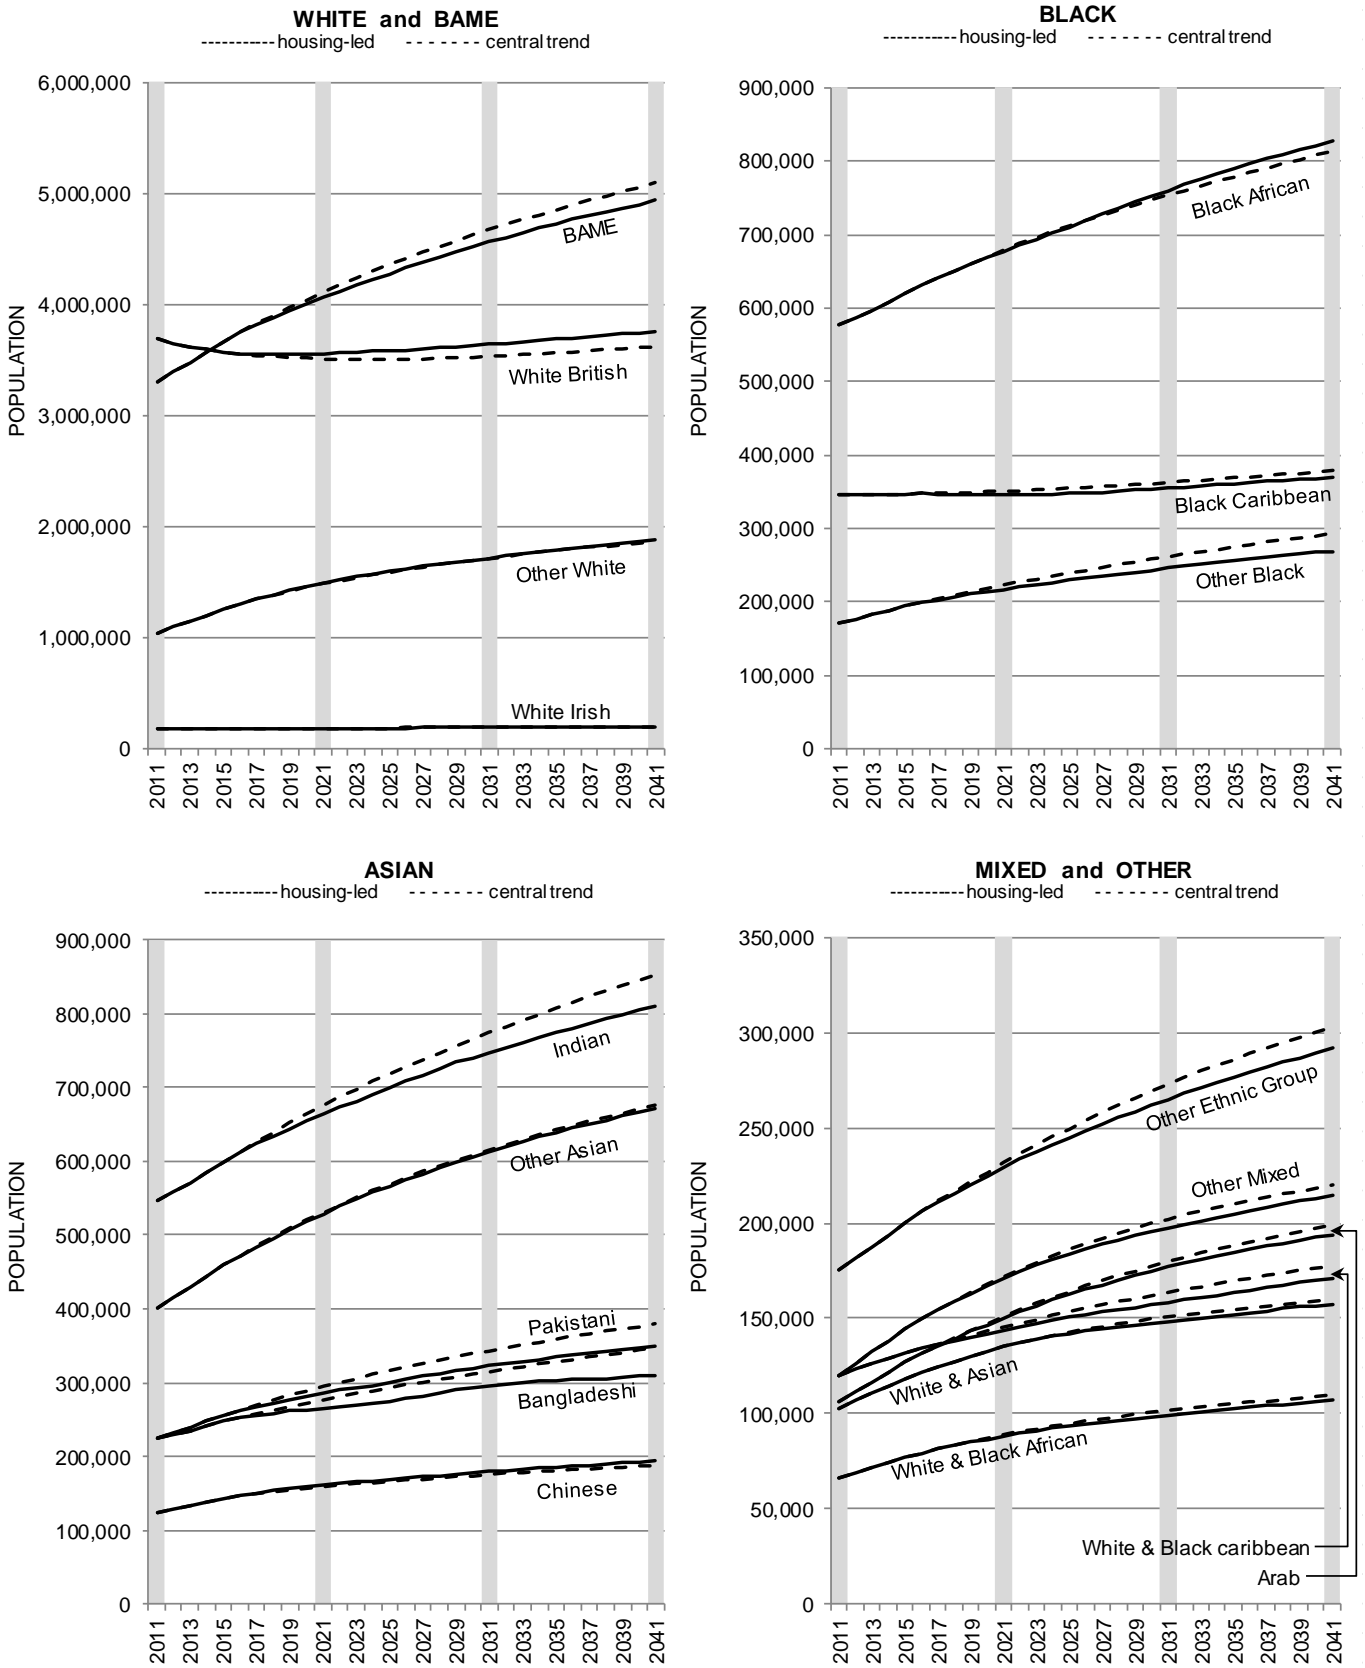 WHITE and BAME
housing-led central trend
POPULATION
6,000,000
5,000,000
4,000,000
3,000,000
2,000,000
1,000,000
0
BAME
White British
Other White
White Irish
2011 2013 2015 2017 2019 2021 2023 2025 2027 2029 2031 2033 2035 2037 2039 2041
BLACK
housing-led central trend
POPULATION
900,000
800,000
700,000
600,000
500,000
400,000
300,000
200,000
100,000
0
Black African
Black Caribbean
Other Black
2011 2013 2015 2017 2019 2021 2023 2025 2027 2029 2031 2033 2035 2037 2039 2041
ASIAN
housing-led central trend
POPULATION
900,000
800,000
700,000
600,000
500,000
400,000
300,000
200,000
100,000
0
Indian
Other Asian
Pakistani
Bangladeshi
Chinese
2011 2013 2015 2017 2019 2021 2023 2025 2027 2029 2031 2033 2035 2037 2039 2041
MIXED and OTHER
housing-led central trend
POPULATION
350,000
300,000
250,000
200,000
150,000
100,000
50,000
0
Other Ethnic Group
Other Mixed
White & Asian
White & Black African
White & Black caribbean
Arab
2011 2013 2015 2017 2019 2021 2023 2025 2027 2029 2031 2033 2035 2037 2039 2041